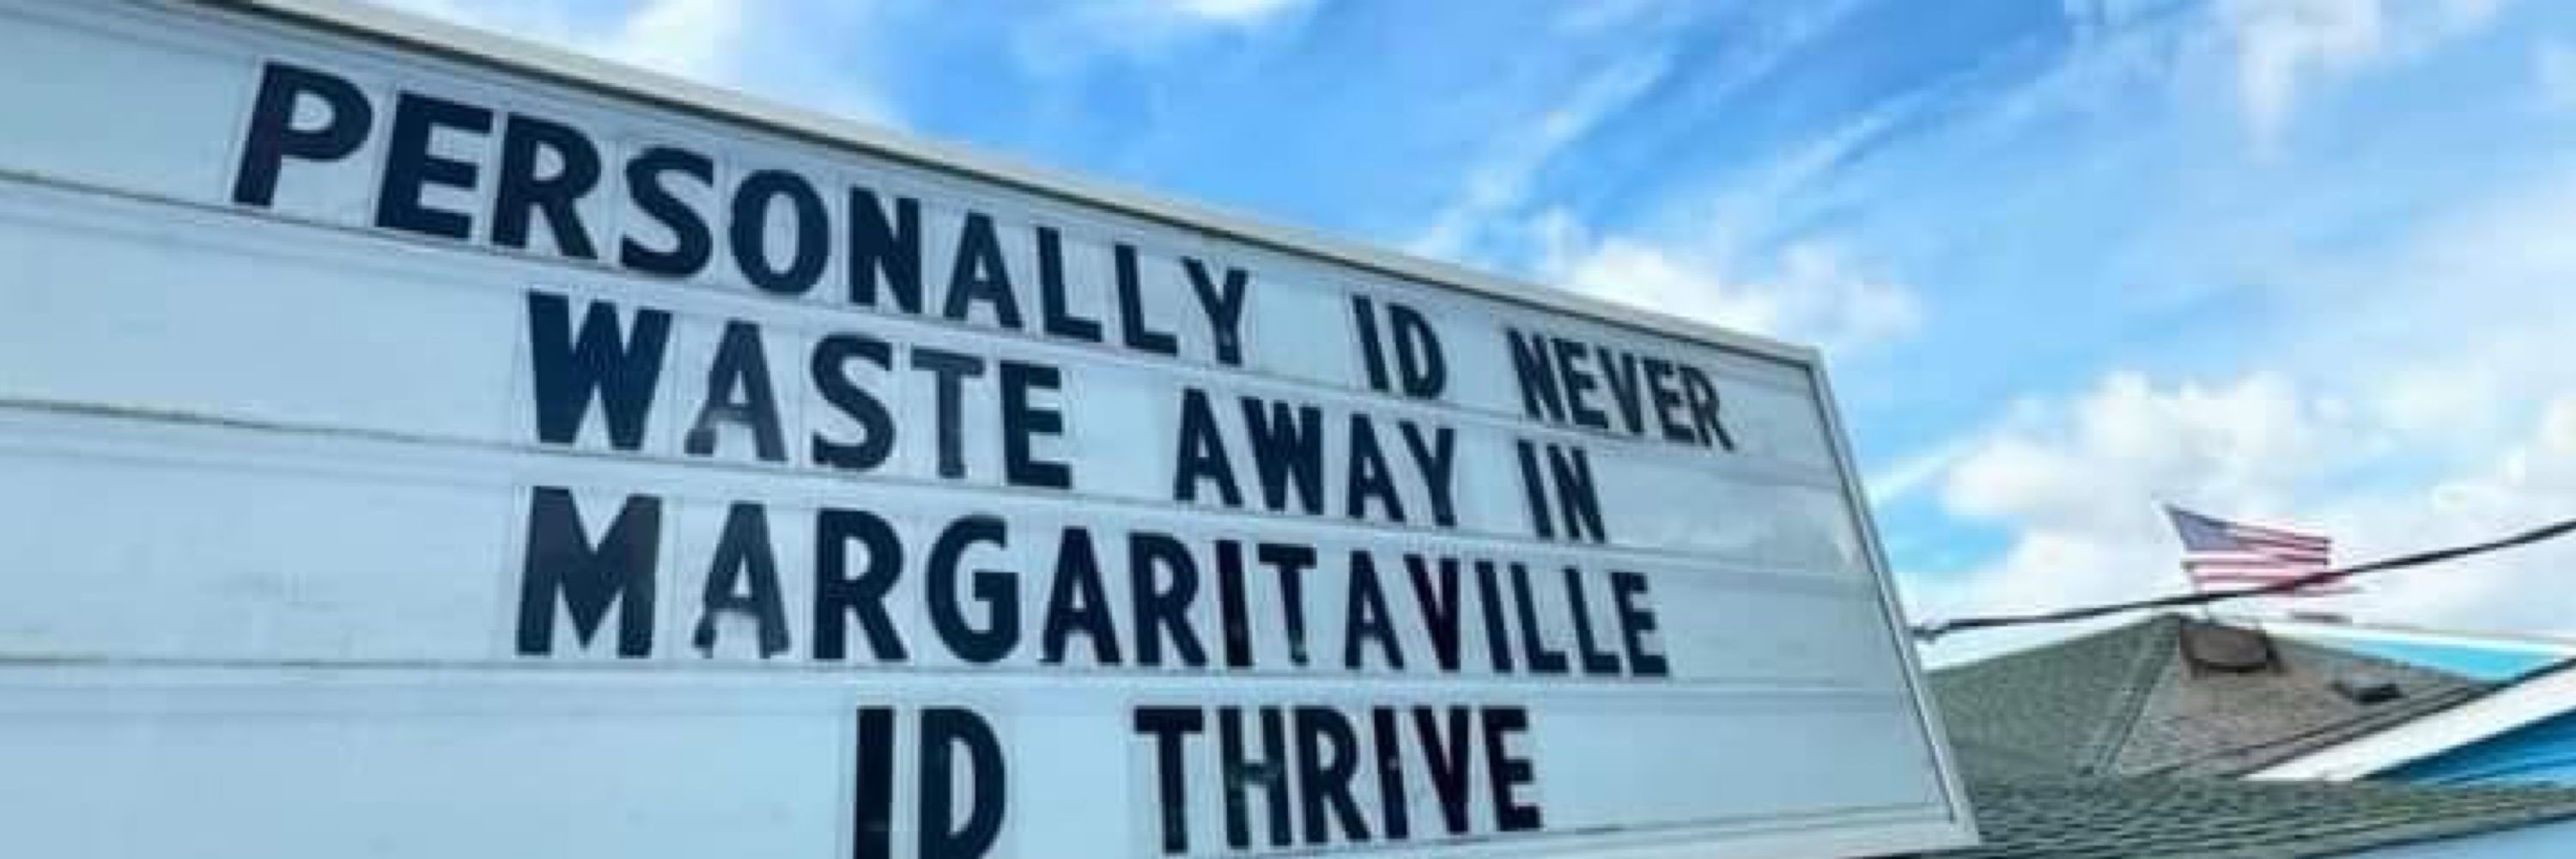 PERSONALLY ID NEVER
WASTE AWAY IN
MARGARITAVILLE
ID THRIVE